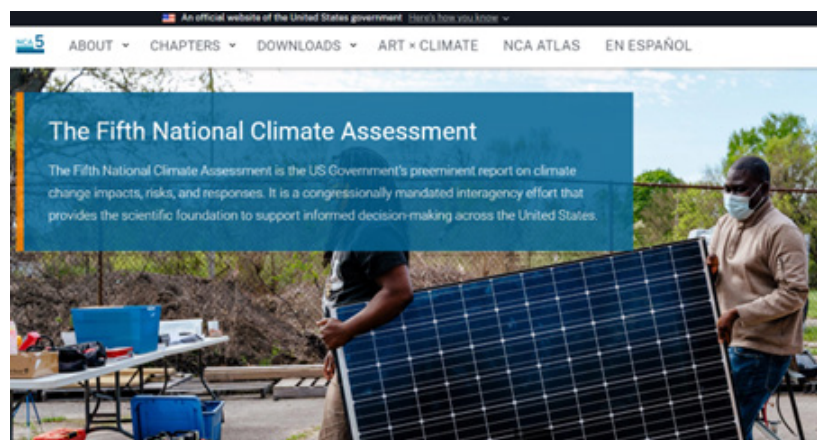 An official website of the United States government Here's how you know
NCA 5 ABOUT CHAPTERS DOWNLOADS ART × CLIMATE NCA ATLAS EN ESPAÑOL
The Fifth National Climate Assessment
The Fifth National Climate Assessment is the US Government's preeminent report on climate
change impacts, risks, and responses. It is a congressionally mandated interagency effort that
provides the scientific foundation to support informed decision-making across the United States.